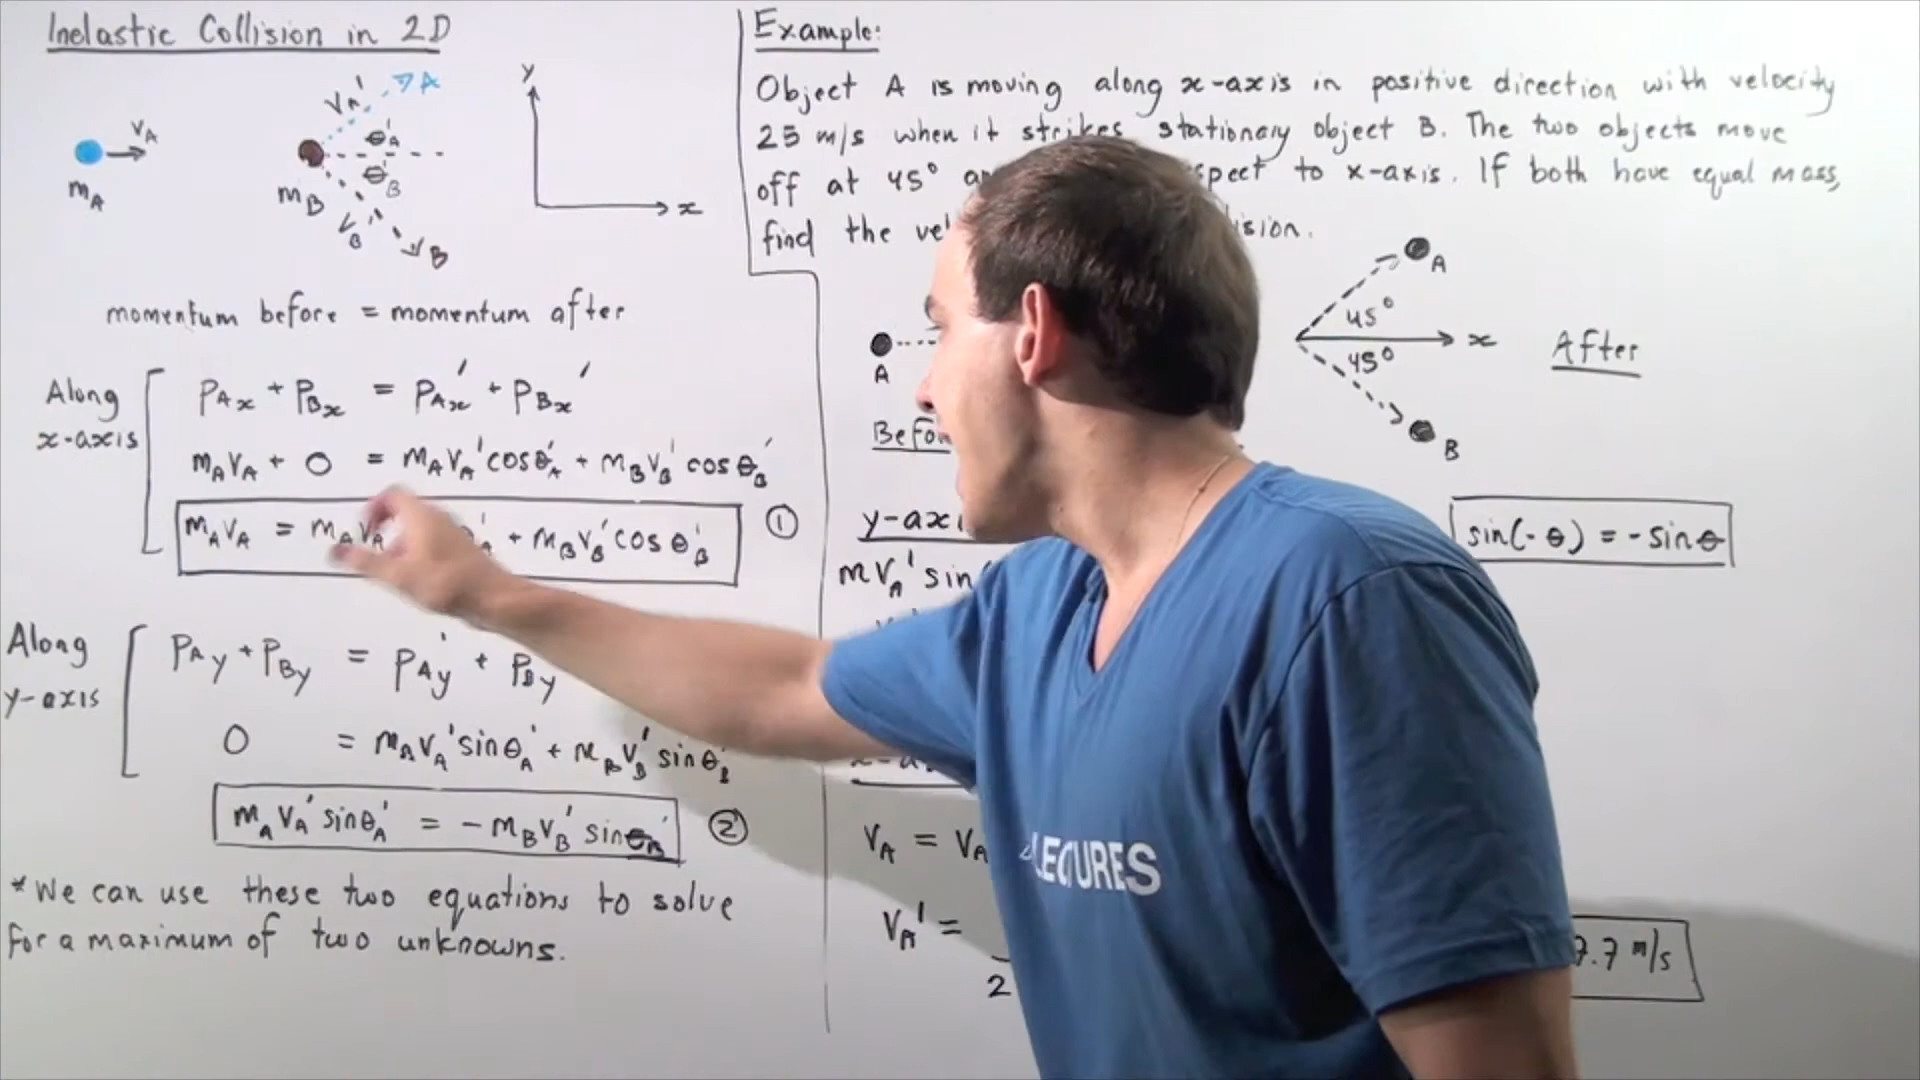 Inelastic Collision in 2D
vA
mA
vA'
A
θ'A
θ'B
mB
vB'
B
y
x
momentum before = momentum after
Along
x-axis
PAx + PBx = PAx' + PBx'
mAvA + 0 = mAvA'cosθA' + mBvB'cosθB'
mAvA = mAvA + mBvB'cosθB' ①
Along
y-axis
PAy + PBy = PAy' + PBy
0 = mAvA'sinθA' + mBvB'sinθB'
mAvA'sinθA' = -mBvB'sinθB' ②
*We can use these two equations to solve
for a maximum of two unknowns.
Example:
Object A is moving along x-axis in positive direction with velocity
25 m/s when it strikes stationary object B. The two objects move
off at 45° to x-axis. If both have equal mass,
find the
A
45°
x
45°
B
After
A
y-axi
sin(-θ) = -sinθ
mvA'sin
vA = vA
vA' =
2
7.7 m/s
LECTURES